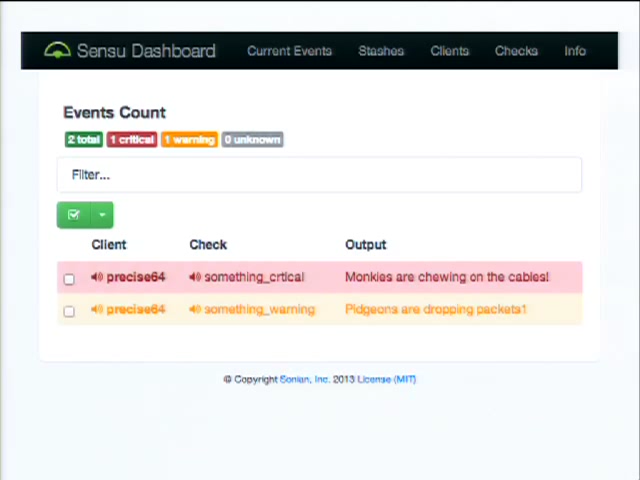 Sensu Dashboard Current Events Stashes Clients Checks Info
Events Count
2 total 1 critical 1 warning 0 unknown
Filter...
Client Check Output
precise64 something_crtical Monkies are chewing on the cables!
precise64 something_warning Pidgeons are dropping packets1
© Copyright Sonian, Inc. 2013 License (MIT)